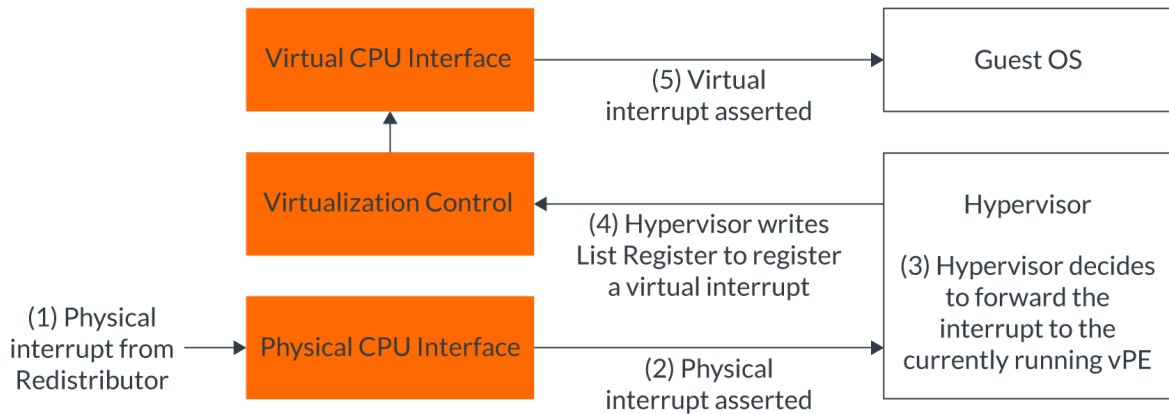 Virtual CPU Interface
(5) Virtual
interrupt asserted
Guest OS
Virtualization Control
(4) Hypervisor writes
List Register to register
a virtual interrupt
Hypervisor
(3) Hypervisor decides
to forward the
interrupt to the
currently running vPE
(1) Physical
interrupt from
Redistributor
Physical CPU Interface
(2) Physical
interrupt asserted